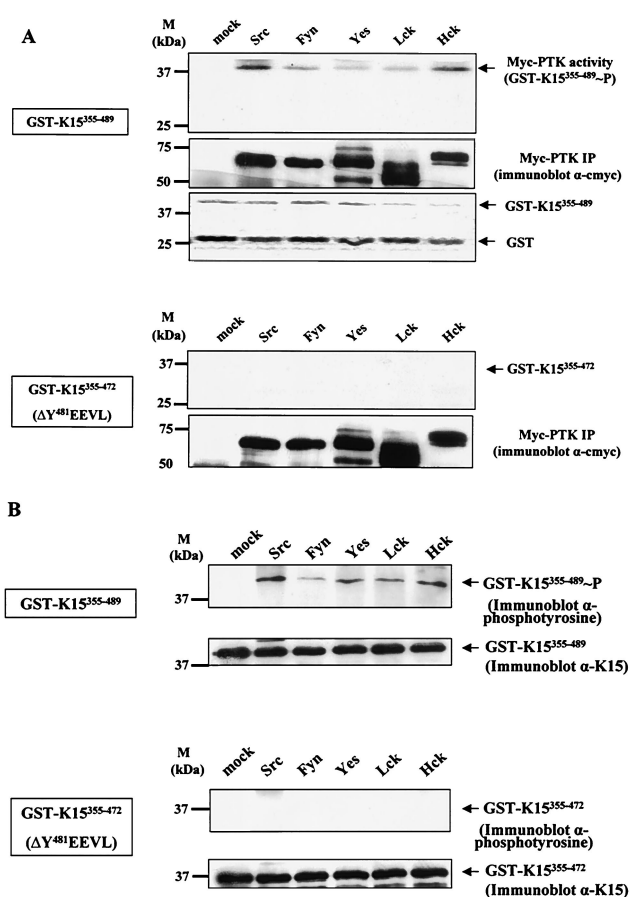 A
M
(kDa)
mock Src Fyn Yes Lck Hck
37
25
Myc-PTK activity
(GST-K15³⁵⁵⁻⁴⁸⁹~P)
GST-K15³⁵⁵⁻⁴⁸⁹
75
50
Myc-PTK IP
(immunoblot α-cmyc)
37
25
GST-K15³⁵⁵⁻⁴⁸⁹
GST
M
(kDa)
mock Src Fyn Yes Lck Hck
37
25
GST-K15³⁵⁵⁻⁴⁷²
GST-K15³⁵⁵⁻⁴⁷²
(ΔY⁴⁸¹EEVL)
75
50
Myc-PTK IP
(immunoblot α-cmyc)
B
M
(kDa)
mock Src Fyn Yes Lck Hck
37
GST-K15³⁵⁵⁻⁴⁸⁹~P
(Immunoblot α-
phosphotyrosine)
GST-K15³⁵⁵⁻⁴⁸⁹
37
GST-K15³⁵⁵⁻⁴⁸⁹
(Immunoblot α-K15)
M
(kDa)
mock Src Fyn Yes Lck Hck
37
GST-K15³⁵⁵⁻⁴⁷²
(Immunoblot α-
phosphotyrosine)
GST-K15³⁵⁵⁻⁴⁷²
(ΔY⁴⁸¹EEVL)
37
GST-K15³⁵⁵⁻⁴⁷²
(Immunoblot α-K15)